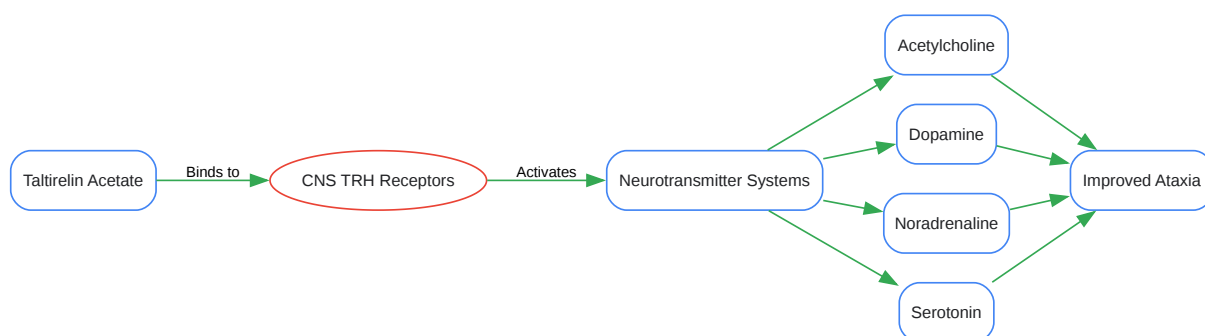 Taltirelin Acetate
Binds to
CNS TRH Receptors
Activates
Neurotransmitter Systems
Acetylcholine
Dopamine
Noradrenaline
Serotonin
Improved Ataxia